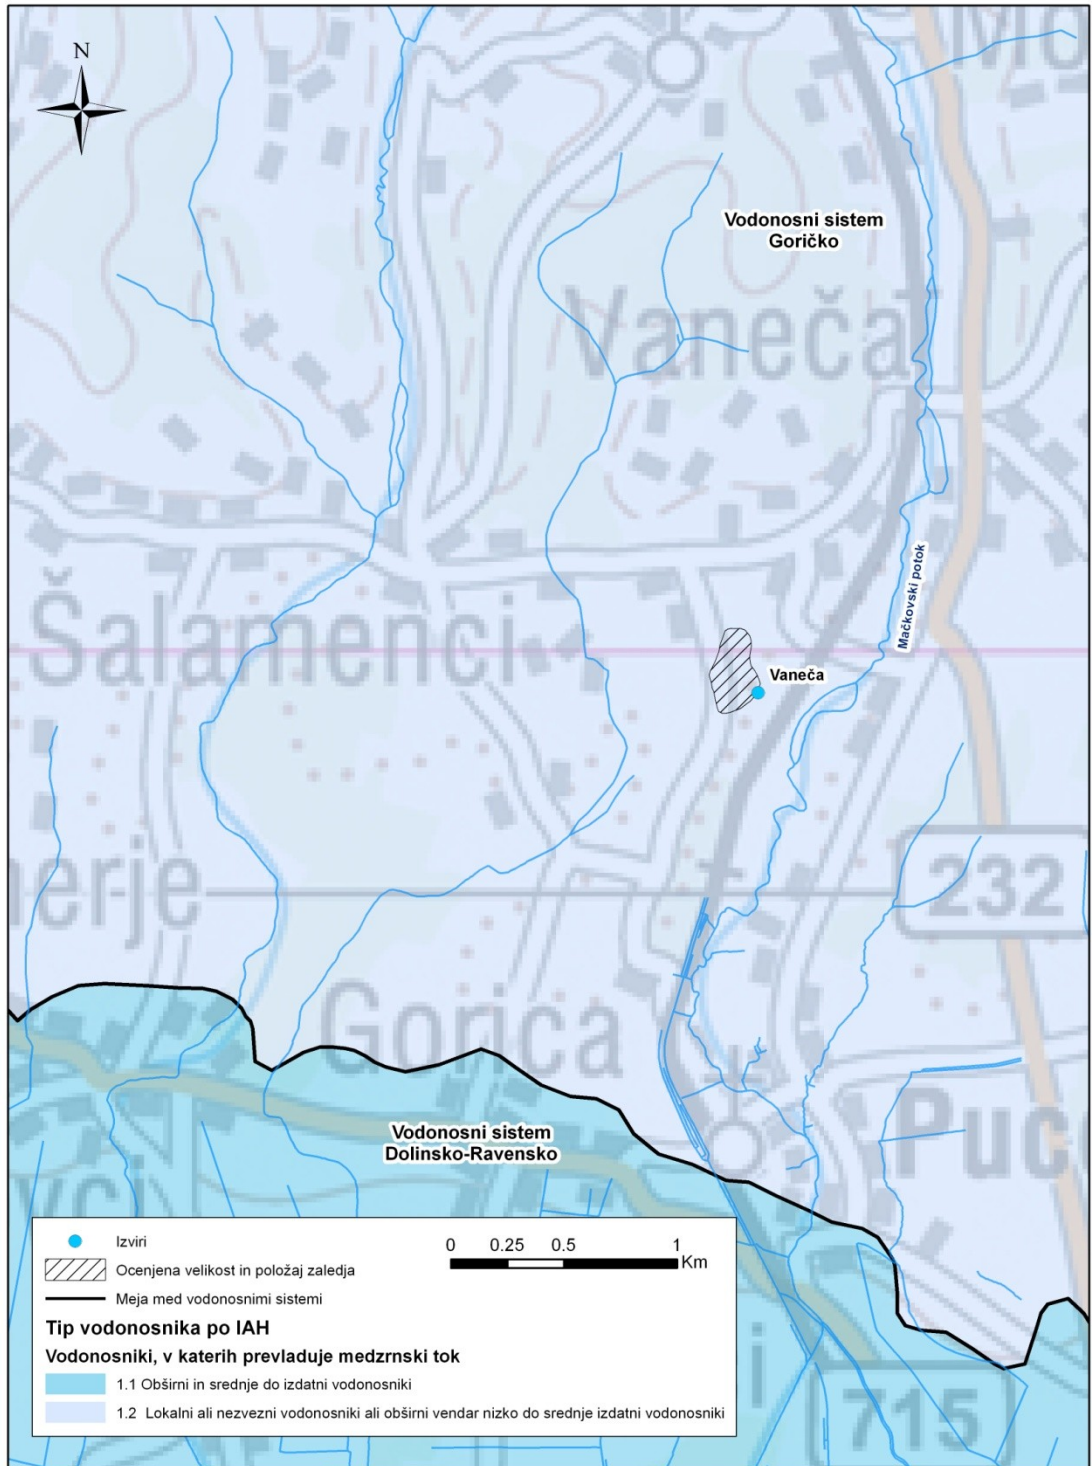 N
Vodonosni sistem
Goričko
Vaneča
Mačkovski potok
Šalamenci
Vaneča
232
nerje
Gorica
Vodonosni sistem
Dolinsko-Ravensko
Puc
vci
Izviri
Ocenjena velikost in položaj zaledja
Meja med vodonosnimi sistemi
0 0.25 0.5 1
Km
Tip vodonosnika po IAH
Vodonosniki, v katerih prevladuje medzrnski tok
1.1 Obširni in srednje do izdatni vodonosniki
1.2 Lokalni ali nezvezni vodonosniki ali obširni vendar nizko do srednje izdatni vodonosniki
715